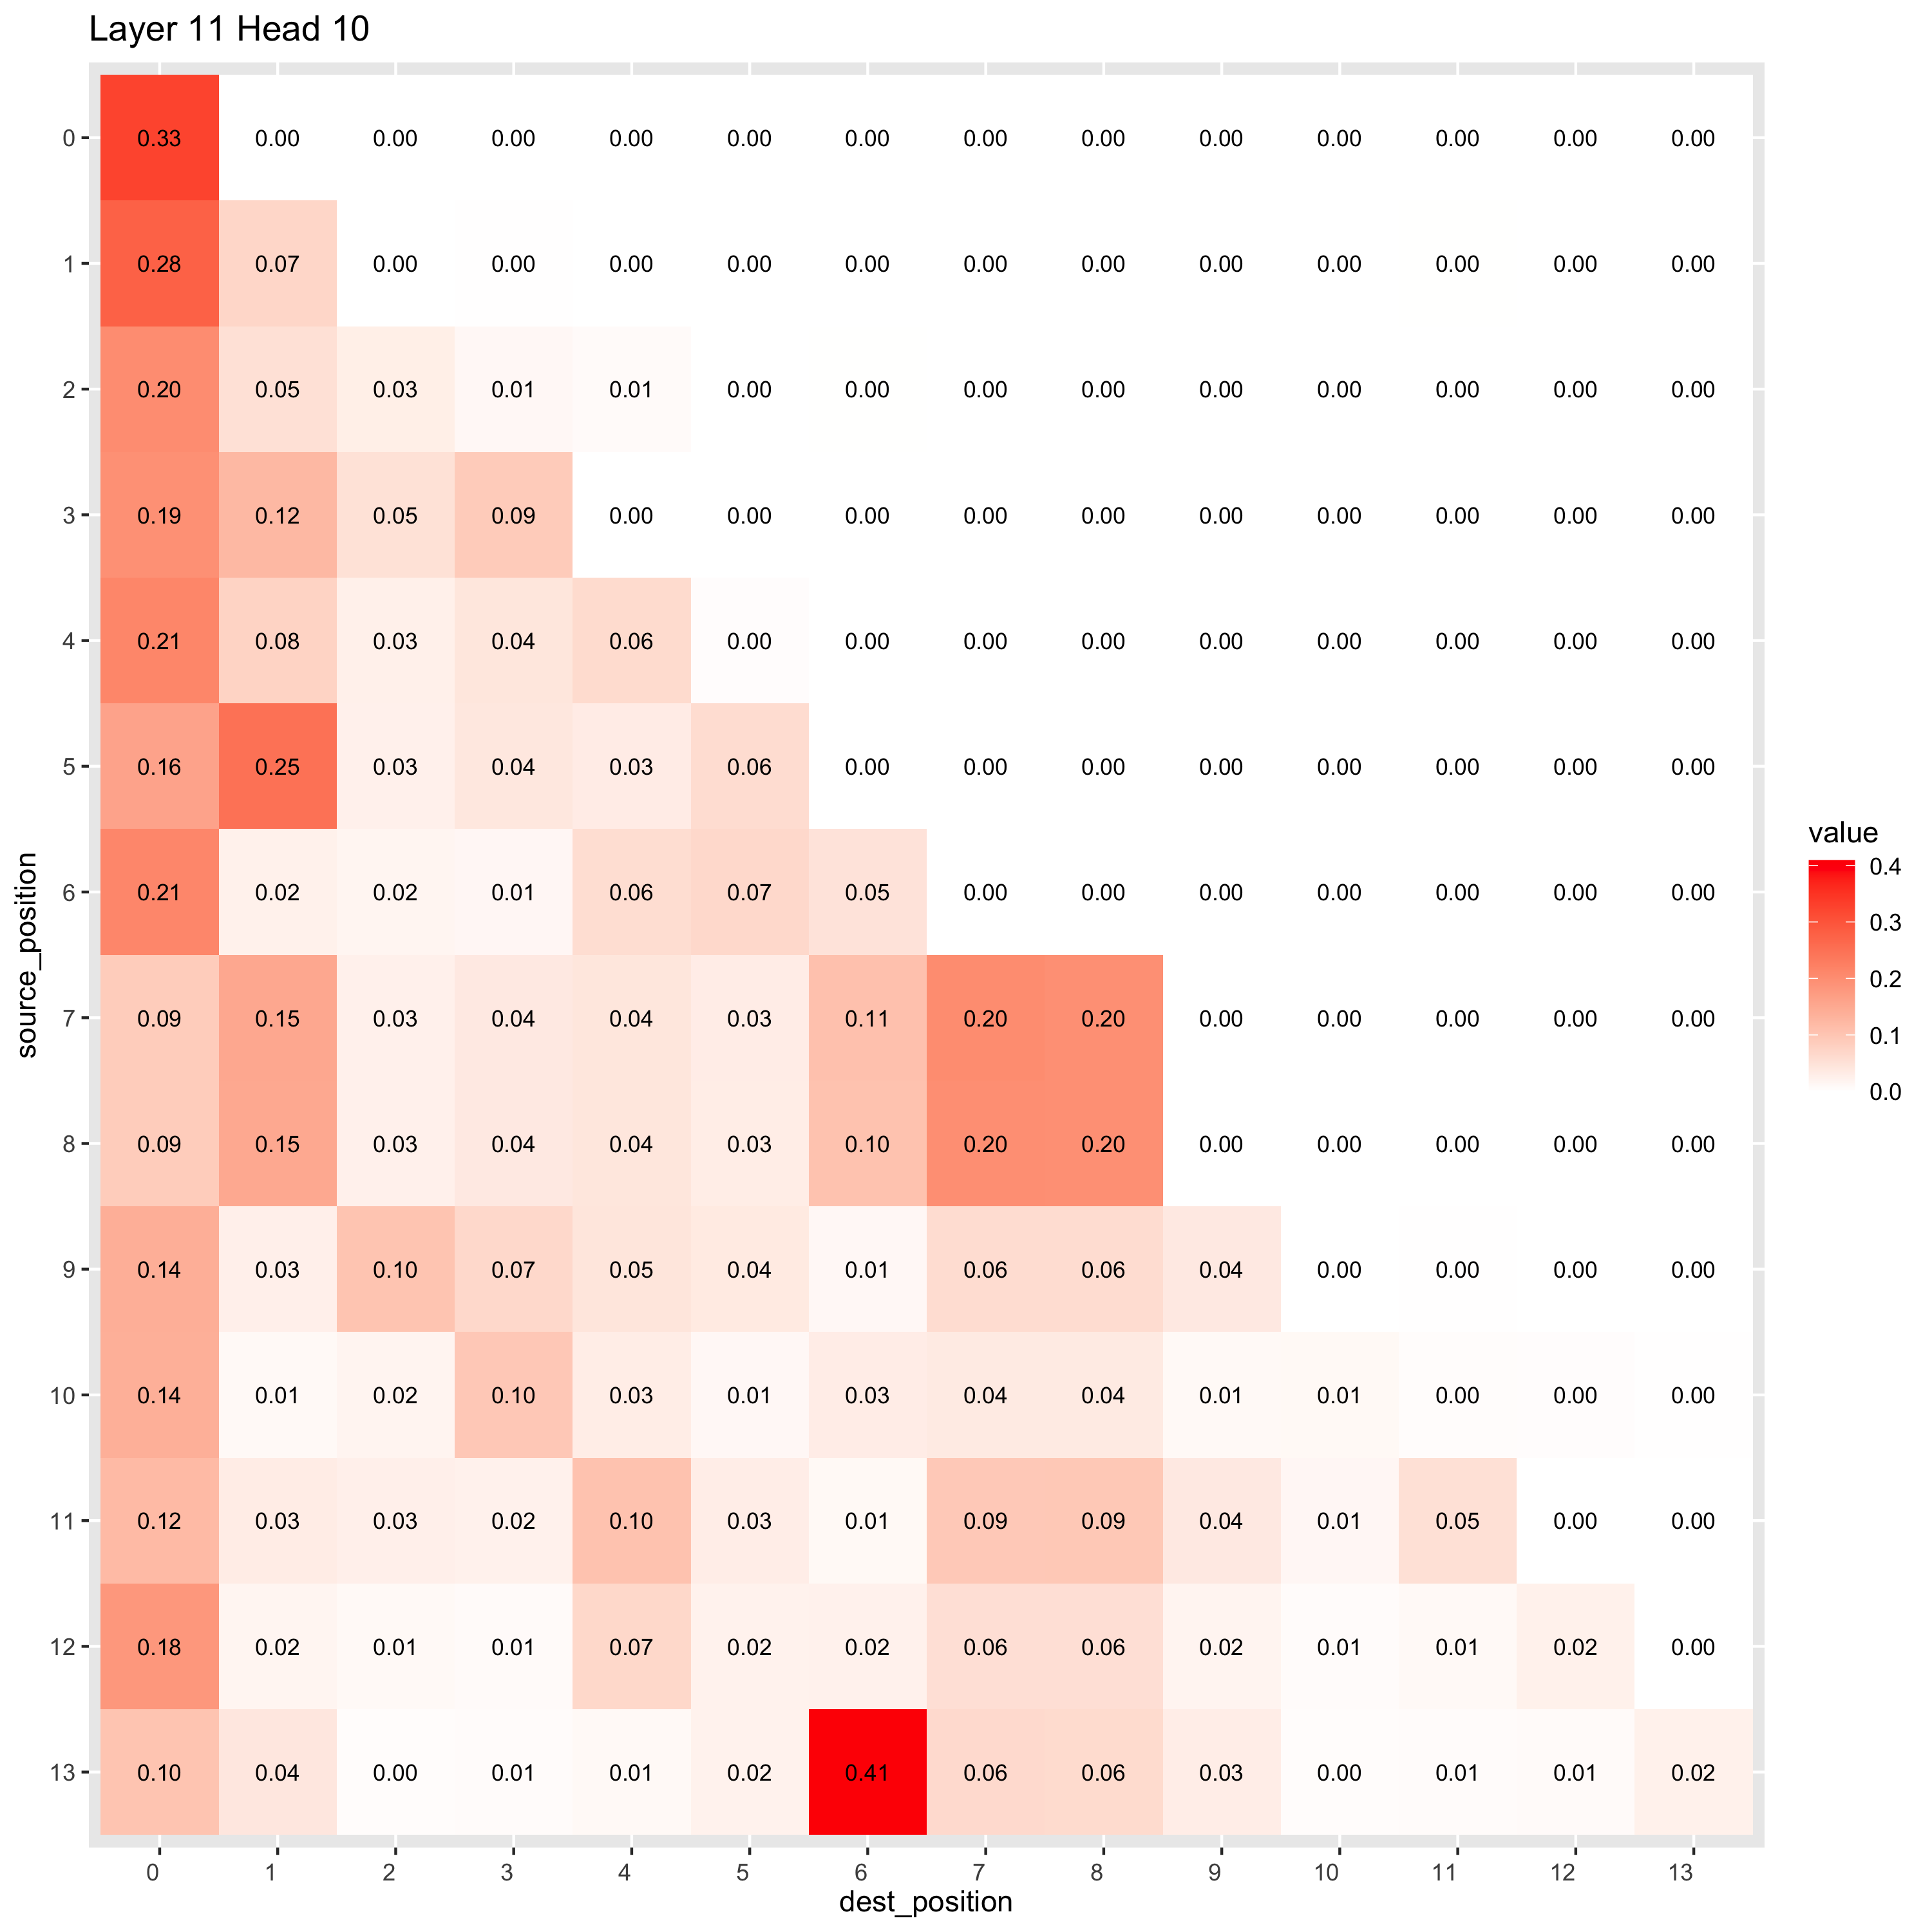 Layer 11 Head 10
0 0.33 0.00 0.00 0.00 0.00 0.00 0.00 0.00 0.00 0.00 0.00 0.00 0.00 0.00
1 0.28 0.07 0.00 0.00 0.00 0.00 0.00 0.00 0.00 0.00 0.00 0.00 0.00 0.00
2 0.20 0.05 0.03 0.01 0.01 0.00 0.00 0.00 0.00 0.00 0.00 0.00 0.00 0.00
3 0.19 0.12 0.05 0.09 0.00 0.00 0.00 0.00 0.00 0.00 0.00 0.00 0.00 0.00
4 0.21 0.08 0.03 0.04 0.06 0.00 0.00 0.00 0.00 0.00 0.00 0.00 0.00 0.00
5 0.16 0.25 0.03 0.04 0.03 0.06 0.00 0.00 0.00 0.00 0.00 0.00 0.00 0.00
6 0.21 0.02 0.02 0.01 0.06 0.07 0.05 0.00 0.00 0.00 0.00 0.00 0.00 0.00
7 0.09 0.15 0.03 0.04 0.04 0.03 0.11 0.20 0.20 0.00 0.00 0.00 0.00 0.00
8 0.09 0.15 0.03 0.04 0.04 0.03 0.10 0.20 0.20 0.00 0.00 0.00 0.00 0.00
9 0.14 0.03 0.10 0.07 0.05 0.04 0.01 0.06 0.06 0.04 0.00 0.00 0.00 0.00
10 0.14 0.01 0.02 0.10 0.03 0.01 0.03 0.04 0.04 0.01 0.01 0.00 0.00 0.00
11 0.12 0.03 0.03 0.02 0.10 0.03 0.01 0.09 0.09 0.04 0.01 0.05 0.00 0.00
12 0.18 0.02 0.01 0.01 0.07 0.02 0.02 0.06 0.06 0.02 0.01 0.01 0.02 0.00
13 0.10 0.04 0.00 0.01 0.01 0.02 0.41 0.06 0.06 0.03 0.00 0.01 0.01 0.02
0 1 2 3 4 5 6 7 8 9 10 11 12 13
dest_position
source_position
value
0.4
0.3
0.2
0.1
0.0